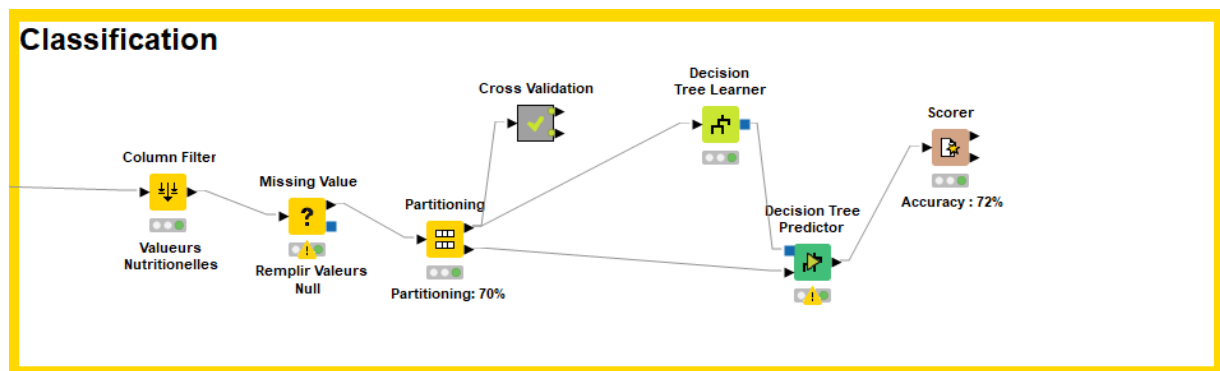 Classification
Cross Validation
Decision
Tree Learner
Scorer
Column Filter
Missing Value
Partitioning
Accuracy : 72%
Decision Tree
Predictor
Valueurs
Nutritionelles
Remplir Valeurs
Null
Partitioning: 70%